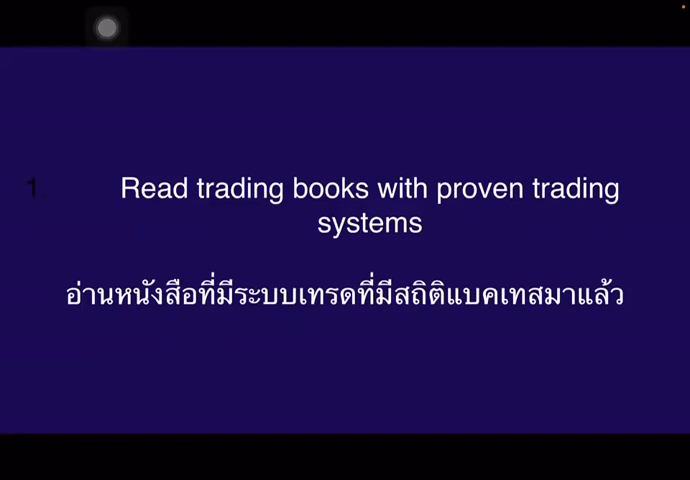 1. Read trading books with proven trading
systems
อ่านหนังสือที่มีระบบเทรดที่มีสถิติแบคเทสมาแล้ว